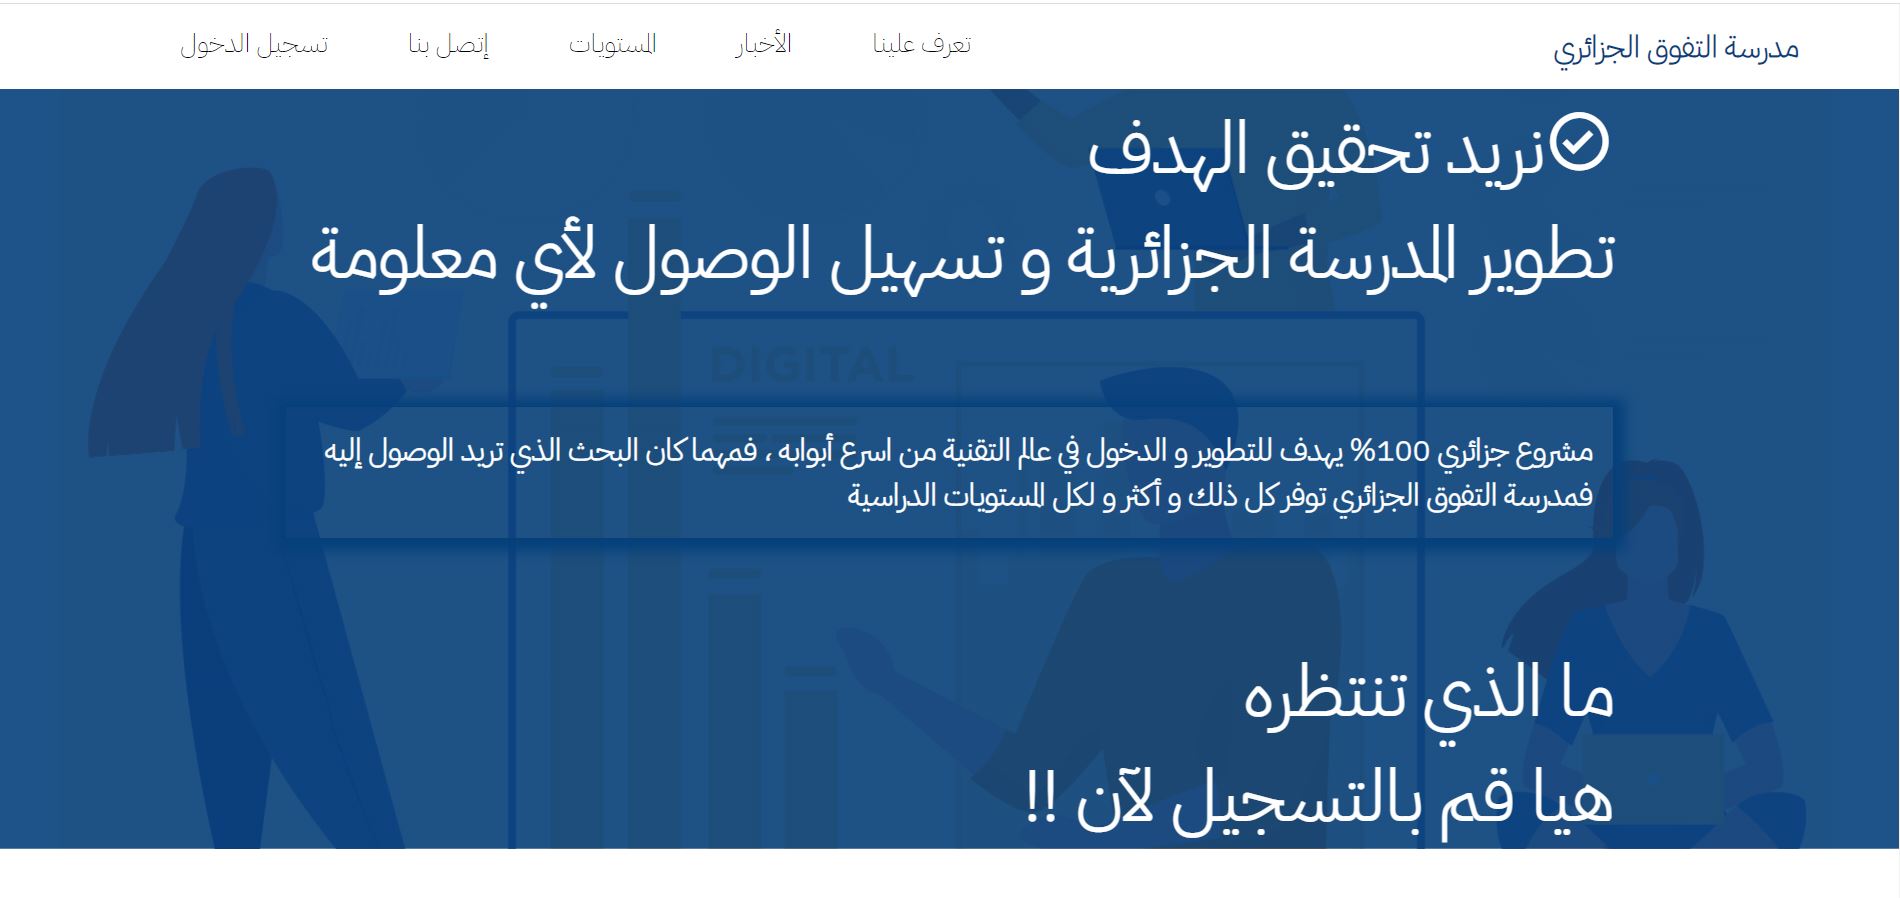 مدرسة التفوق الجزائري
تعرف علينا
الأخبار
المستويات
إتصل بنا
تسجيل الدخول
نريد تحقيق الهدف
تطوير المدرسة الجزائرية و تسهيل الوصول لأي معلومة
DIGITAL
مشروع جزائري 100% يهدف للتطوير و الدخول في عالم التقنية من اسرع أبوابه ، فمهما كان البحث الذي تريد الوصول إليه
فمدرسة التفوق الجزائري توفر كل ذلك و أكثر و لكل المستويات الدراسية
ما الذي تنتظره
هيا قم بالتسجيل لآن !!